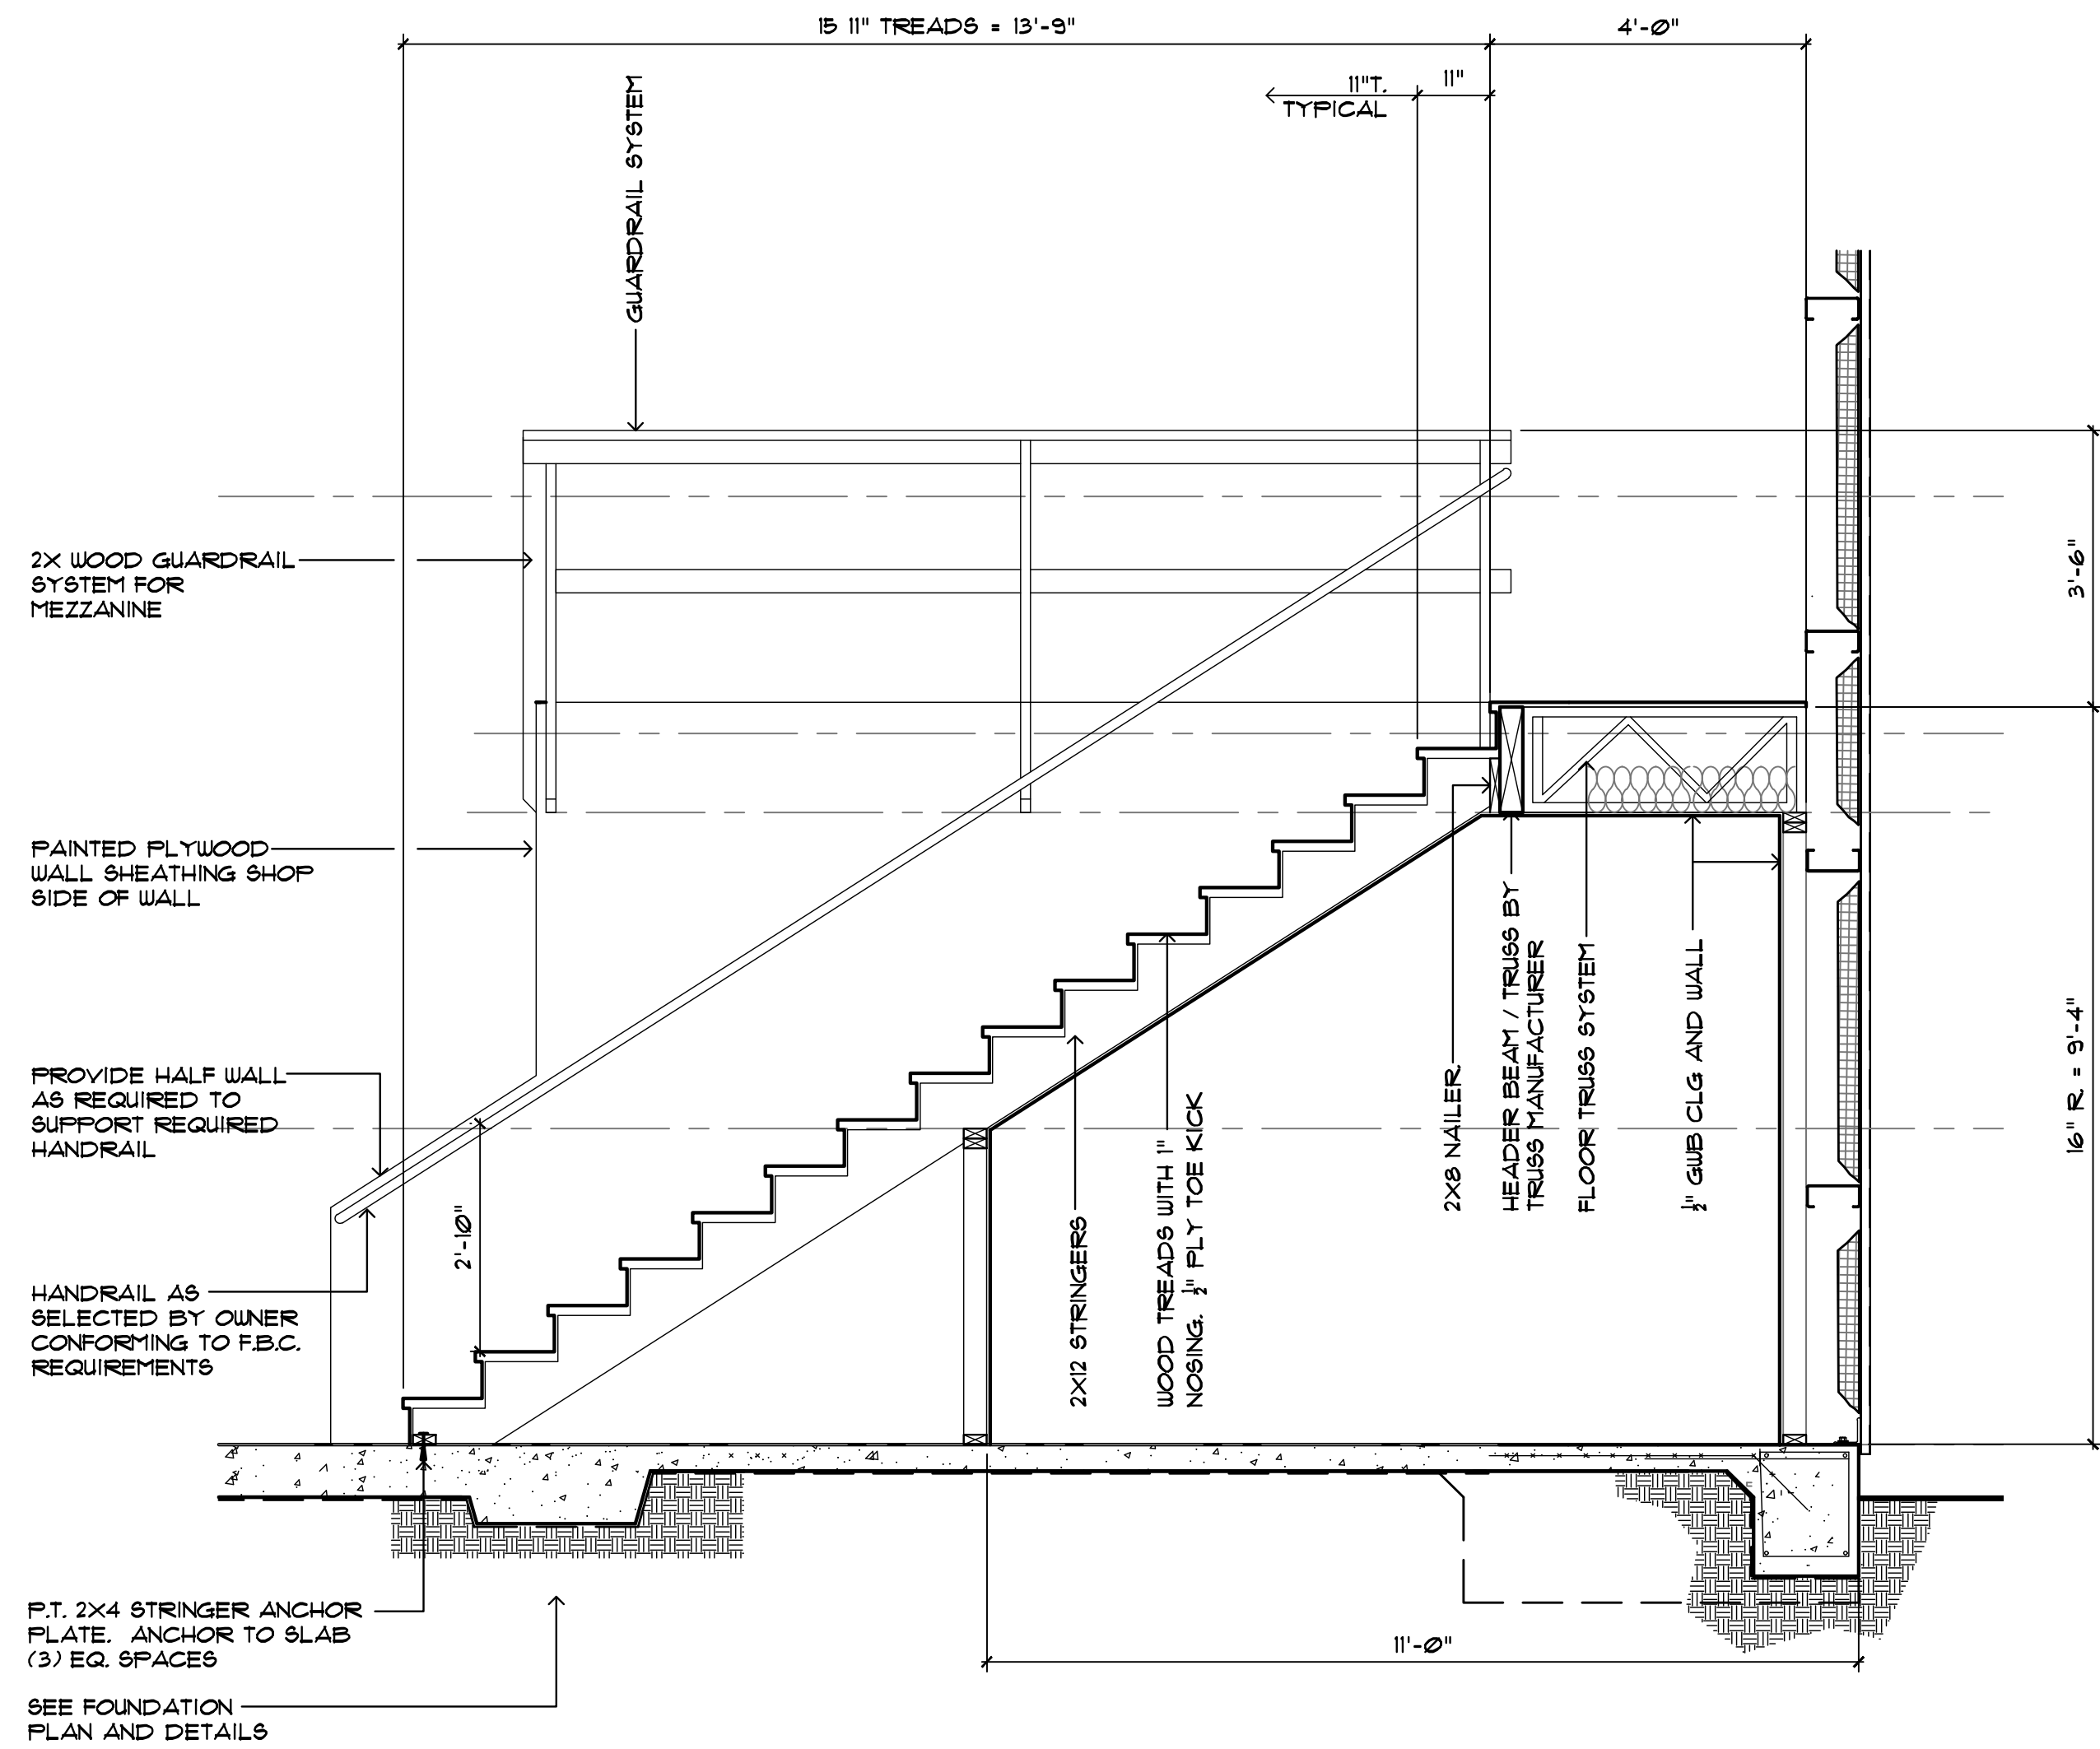 15 11" TREADS = 13'-9"
4'-0"
11"T.
TYPICAL
11"
GUARDRAIL SYSTEM
2X WOOD GUARDRAIL
SYSTEM FOR
MEZZANINE
3'-6"
PAINTED PLYWOOD
WALL SHEATHING SHOP
SIDE OF WALL
PROVIDE HALF WALL
AS REQUIRED TO
SUPPORT REQUIRED
HANDRAIL
2'-10"
HANDRAIL AS
SELECTED BY OWNER
CONFORMING TO F.B.C.
REQUIREMENTS
2X12 STRINGERS
WOOD TREADS WITH 1"
NOSING. ½" PLY TOE KICK
2X8 NAILER
HEADER BEAM / TRUSS BY
TRUSS MANUFACTURER
FLOOR TRUSS SYSTEM
½" GWB CLG AND WALL
16" R. = 9'-4"
P.T. 2X4 STRINGER ANCHOR
PLATE. ANCHOR TO SLAB
(3) EQ. SPACES
11'-0"
SEE FOUNDATION
PLAN AND DETAILS